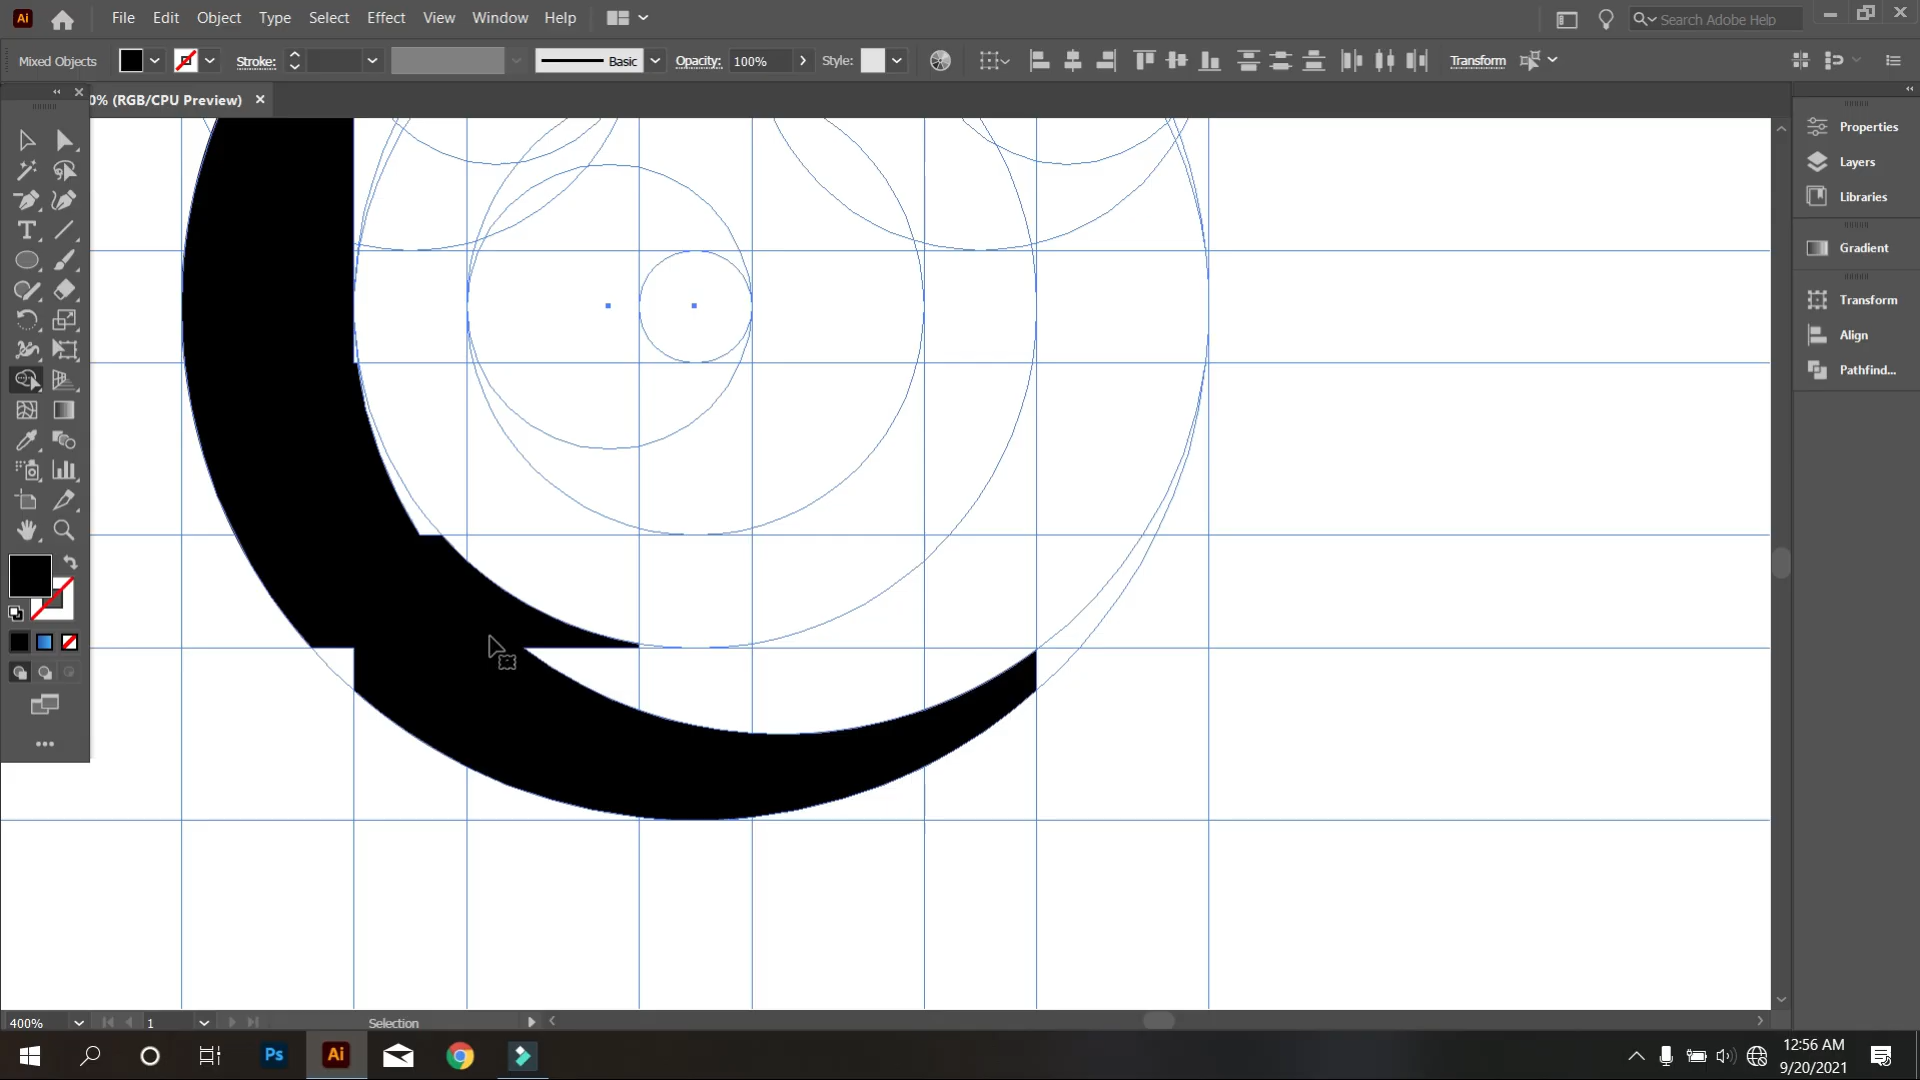 Ai File Edit Object Type Select Effect View Window Help Search Adobe Help
Mixed Objects Stroke: Basic Opacity: 100% Style: Transform
0% (RGB/CPU Preview) ×
Properties
Layers
Libraries
Gradient
Transform
Align
Pathfind...
400% 1 Selection
Ps Ai 12:56 AM
9/20/2021